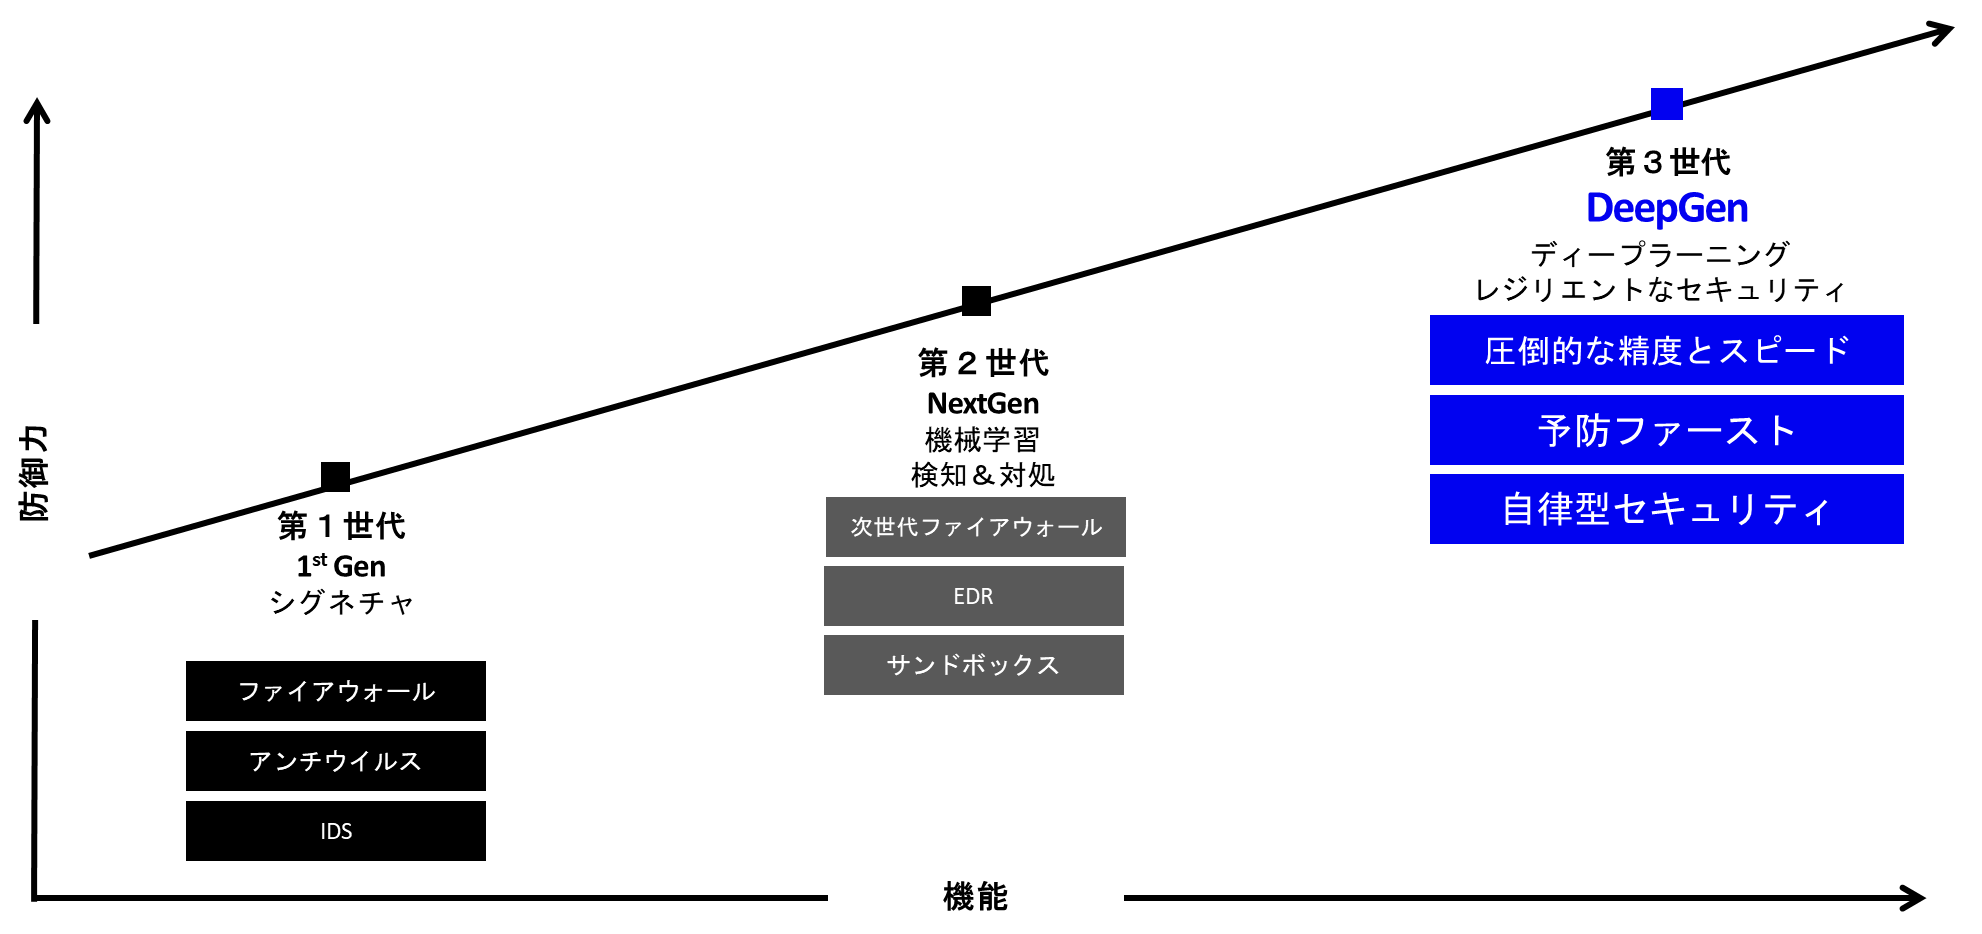 防御力
第１世代
1st Gen
シグネチャ
ファイアウォール
アンチウイルス
IDS
第２世代
NextGen
機械学習
検知＆対処
次世代ファイアウォール
EDR
サンドボックス
第３世代
DeepGen
ディープラーニング
レジリエントなセキュリティ
圧倒的な精度とスピード
予防ファースト
自律型セキュリティ
機能